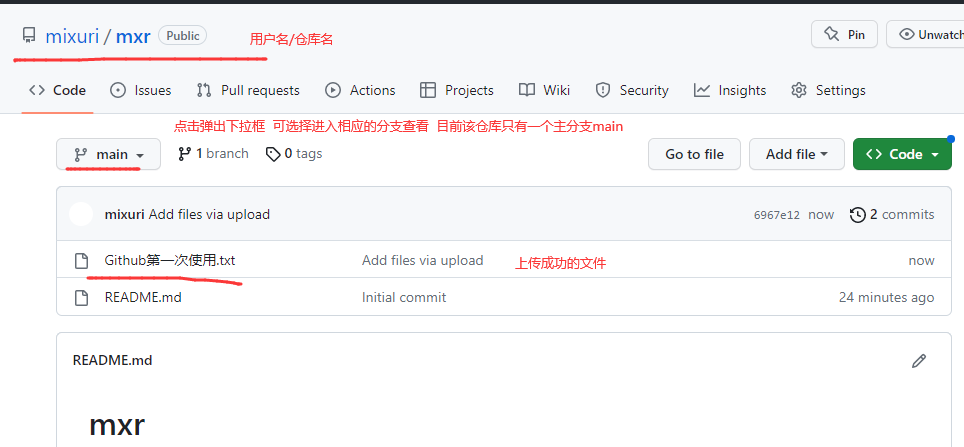 mixuri / mxr Public 用户名/仓库名 Pin Unwatch
Code Issues Pull requests Actions Projects Wiki Security Insights Settings
点击弹出下拉框 可选择进入相应的分支查看 目前该仓库只有一个主分支main
main 1 branch 0 tags Go to file Add file Code
mixuri Add files via upload 6967e12 now 2 commits
Github第一次使用.txt Add files via upload 上传成功的文件 now
README.md Initial commit 24 minutes ago
README.md
mxr